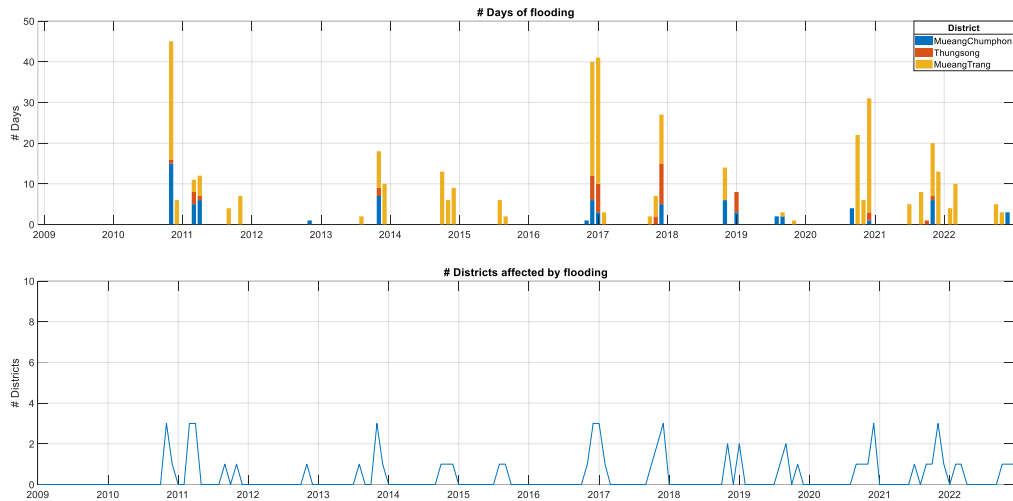 # Days of flooding
50
40
30
20
10
0
# Days
2009 2010 2011 2012 2013 2014 2015 2016 2017 2018 2019 2020 2021 2022
District
MueangChumphon
Thungsong
MueangTrang
# Districts affected by flooding
10
8
6
4
2
0
# Districts
2009 2010 2011 2012 2013 2014 2015 2016 2017 2018 2019 2020 2021 2022